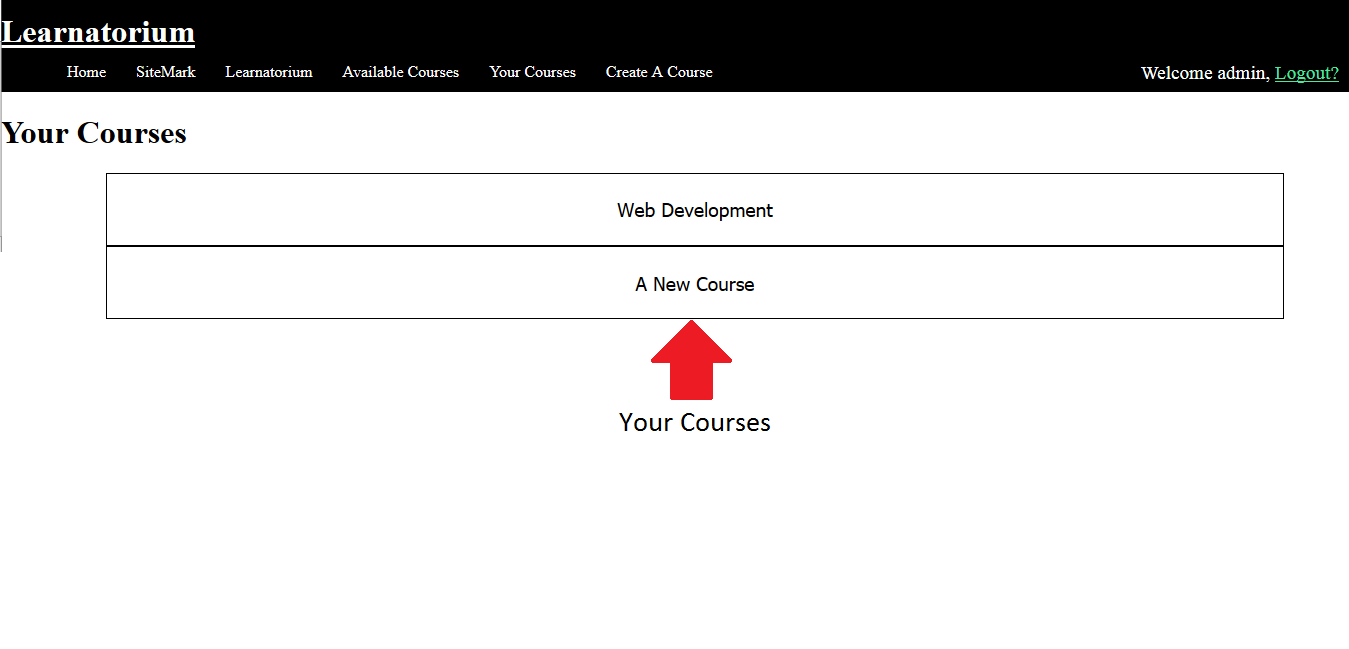 Learnatorium
Home SiteMark Learnatorium Available Courses Your Courses Create A Course Welcome admin, Logout?
Your Courses
Web Development
A New Course
Your Courses